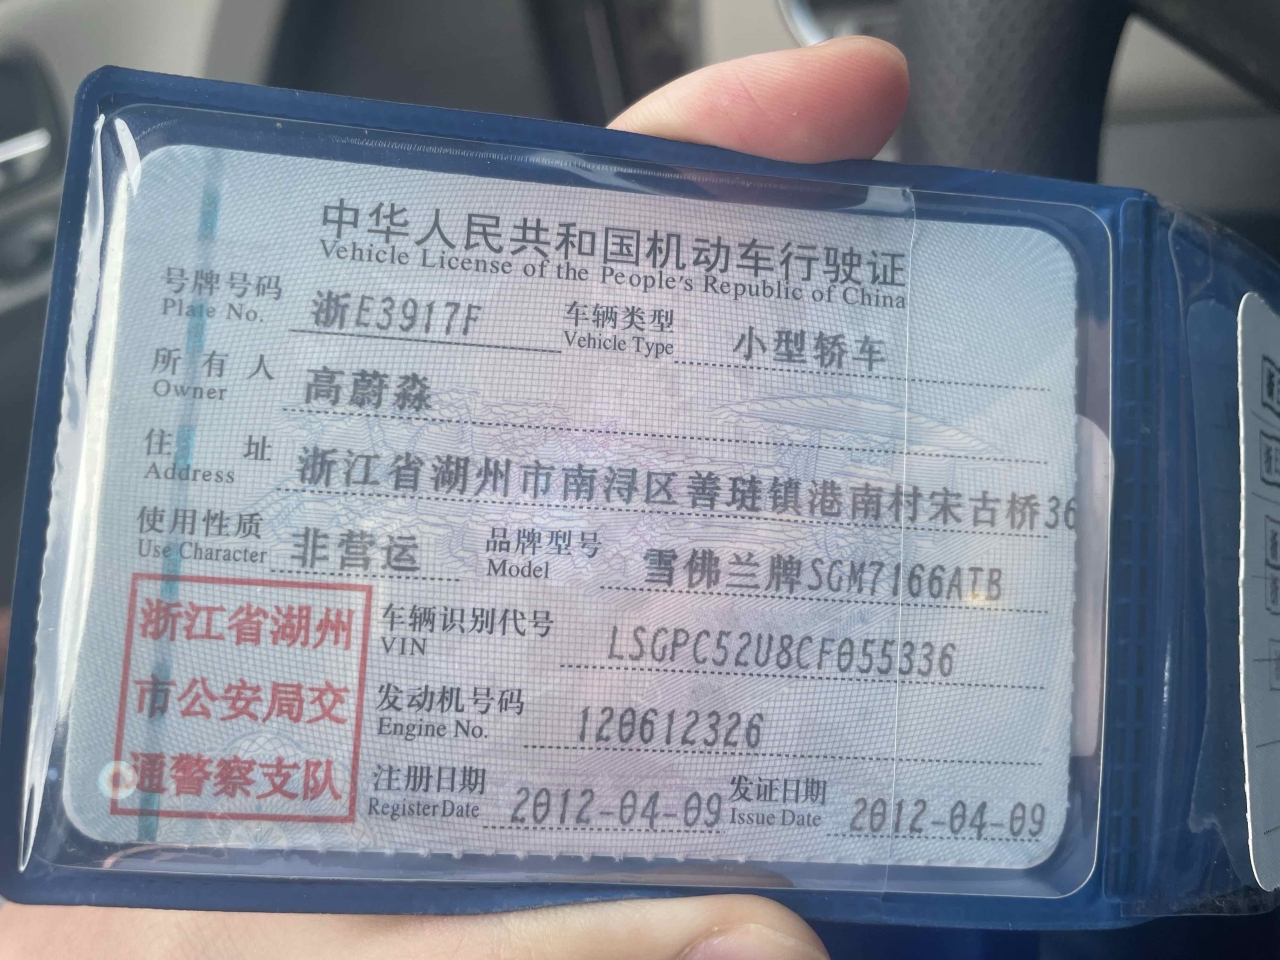 中华人民共和国机动车行驶证
Vehicle License of the People's Republic of China
号牌号码 浙E3917F 车辆类型 小型轿车
Plate No. Vehicle Type
所有人 高蔚淼
Owner
住址 浙江省湖州市南浔区善琏镇港南村宋古桥36
Address
使用性质 非营运 品牌型号 雪佛兰牌SGM7166ATB
Use Character Model
浙江省湖州
市公安局交
通警察支队
车辆识别代号 LSGPC52U8CF055336
VIN
发动机号码 120612326
Engine No.
注册日期 2012-04-09 发证日期 2012-04-09
Register Date Issue Date